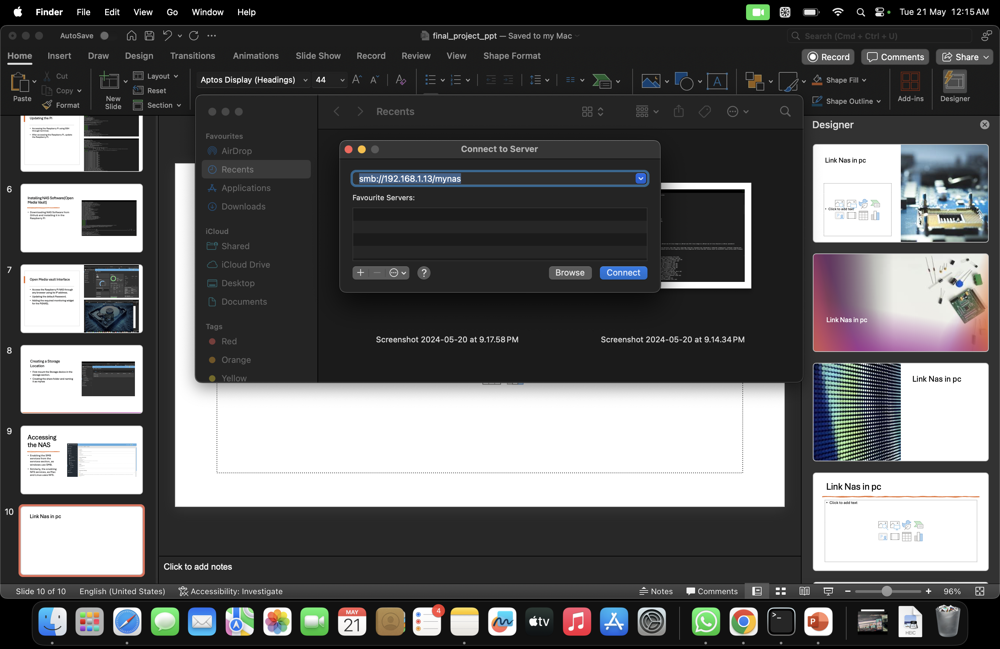 Finder File Edit View Go Window Help
Tue 21 May 12:15 AM
AutoSave
final_project_ppt — Saved to my Mac
Search (Cmd + Ctrl + U)
Home Insert Draw Design Transitions Animations Slide Show Record Review View Shape Format
Record Comments Share
Paste
Cut
Copy
Format
New Slide
Layout
Reset
Section
Aptos Display (Headings) 44
Shape Fill
Shape Outline
Add-ins
Designer
Updating the Pi
• Accessing the Raspberry Pi using SSH
through terminal.
• After accessing the Raspberry Pi, update
the Raspberry Pi.
6
Installing NAS Software(Open
Media Vault)
• Downloading NAS Software from
Github and installing it in the
Raspberry Pi
7
Open Media vault Interface
• Access the Raspberry Pi NAS through
any browser using its IP address.
• Updating the default Password.
• Adding the required monitoring widget
for the Pi(NAS).
8
Creating a Storage
Location
• First mount the Storage device in the
storage section.
• Creating the share folder and naming
it as mynas
9
Accessing
the NAS
• Enabling the SMB
services from the
services section, as
windows use SMB.
• Similarly, the enabling
NFS services, as Mac
and Linux uses NFS.
10
Link Nas in pc
Recents
Favourites
AirDrop
Recents
Applications
Downloads
iCloud
Shared
iCloud Drive
Desktop
Documents
Tags
Red
Orange
Yellow
Connect to Server
smb://192.168.1.13/mynas
Favourite Servers:
? Browse Connect
Screenshot 2024-05-20 at 9.17.58 PM
Screenshot 2024-05-20 at 9.14.34 PM
Designer
Link Nas in pc
• Click to add text
Link Nas in pc
Link Nas in pc
Link Nas in pc
• Click to add text
Click to add notes
Slide 10 of 10 English (United States) Accessibility: Investigate
Notes Comments 96%
MAY
21
4
tv
HEIC